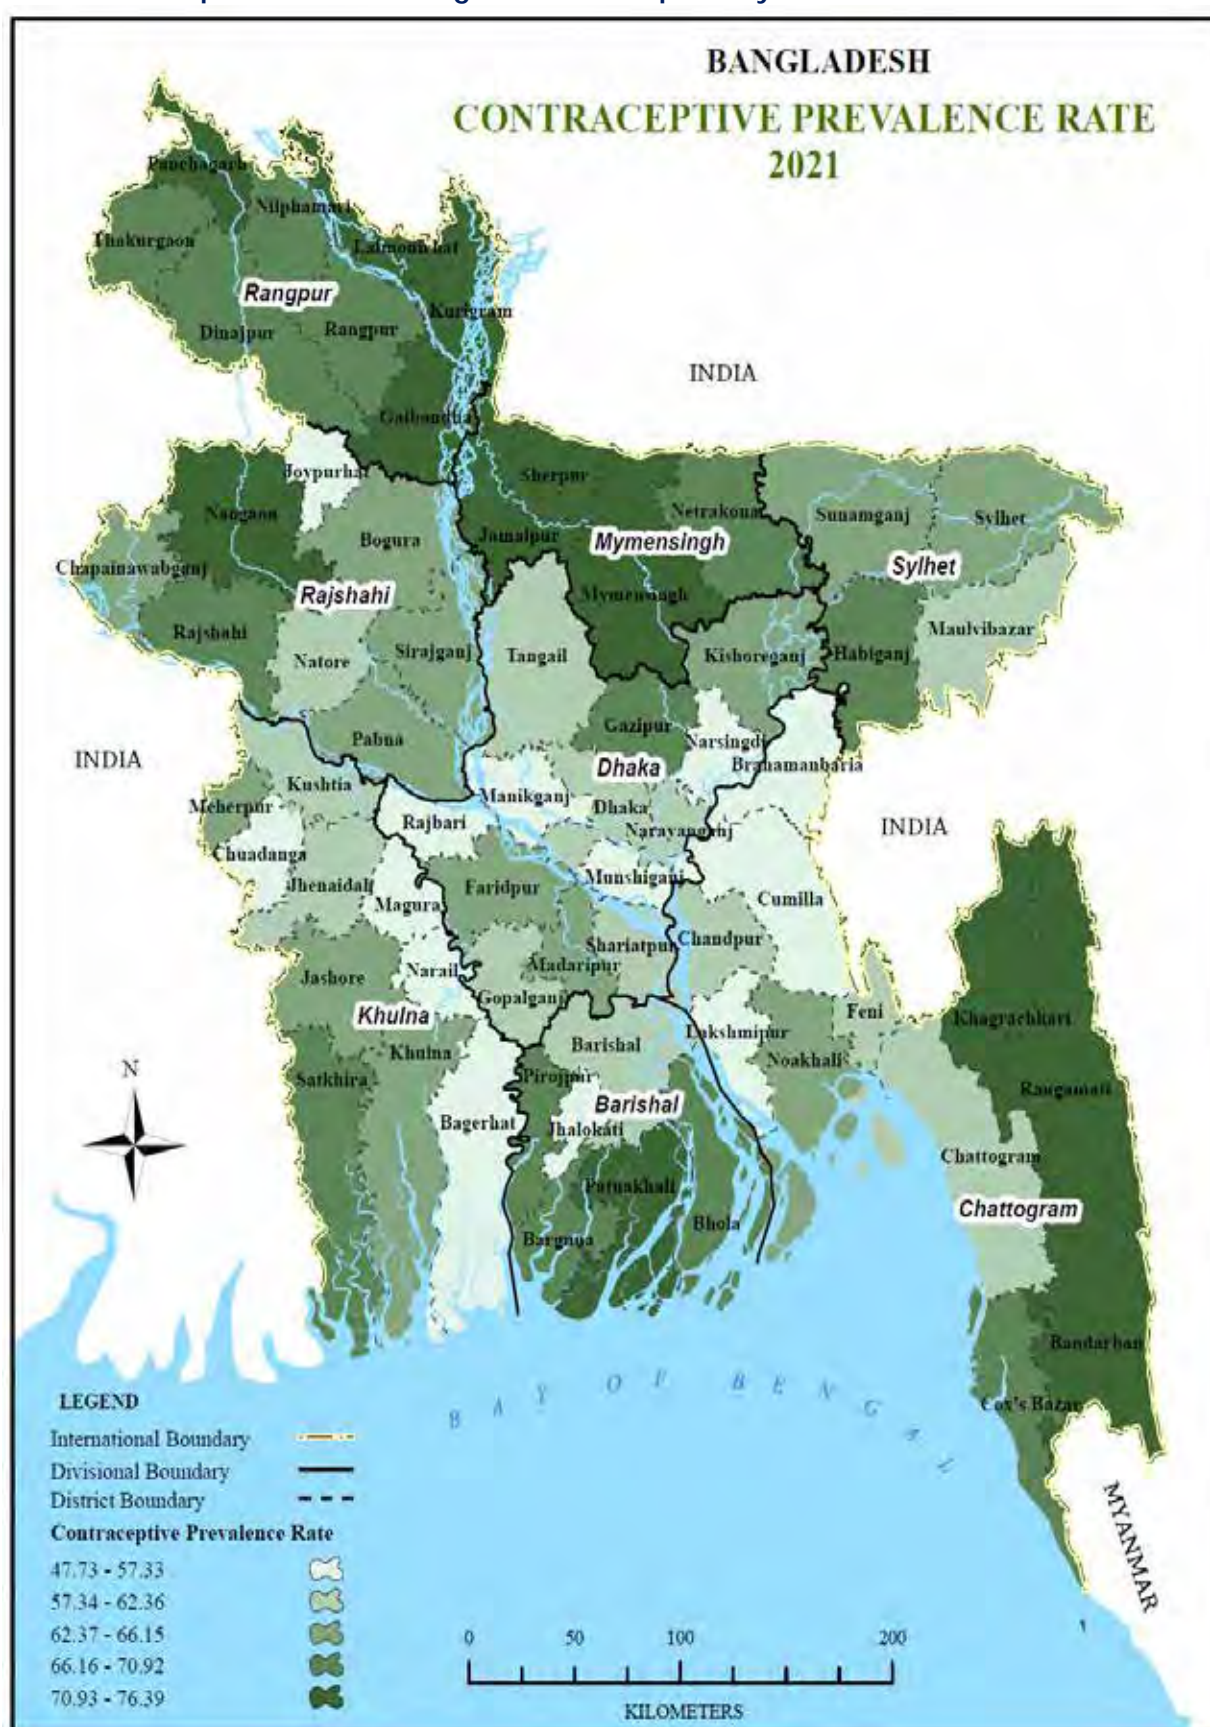 BANGLADESH
CONTRACEPTIVE PREVALENCE RATE
2021
Panchagarh
Nilphamari
Thakurgaon
Lalmonirhat
Rangpur
Kurigram
Dinajpur
Rangpur
INDIA
Gaibandha
Joypurhat
Sherpur
Naogaon
Netrakona
Sunamganj
Sylhet
Bogura
Jamalpur
Mymensingh
Chapainawabganj
Sylhet
Rajshahi
Mymensingh
Rajshahi
Maulvibazar
Natore
Sirajganj
Tangail
Kishoreganj
Habiganj
Gazipur
Pabna
Narsingdi
INDIA
Dhaka
Brahamanbaria
Kushtia
Meherpur
Manikganj
Dhaka
Rajbari
Narayanganj
INDIA
Chuadanga
Jhenaidah
Faridpur
Munshiganj
Magura
Cumilla
Shariatpur
Chandpur
Jashore
Narail
Madaripur
Gopalganj
Feni
Khagrachhari
Khulna
Lakshmipur
Barishal
Khulna
Noakhali
Satkhira
Pirojpur
Rangamati
N
Barishal
Bagerhat
Jhalokati
Chattogram
Patuakhali
Chattogram
Bhola
Barguna
Bandarban
BAY OF BENGAL
Cox's Bazar
MYANMAR
LEGEND
International Boundary
Divisional Boundary
District Boundary
Contraceptive Prevalence Rate
47.73 - 57.33
57.34 - 62.36
62.37 - 66.15
66.16 - 70.92
70.93 - 76.39
0 50 100 200
KILOMETERS